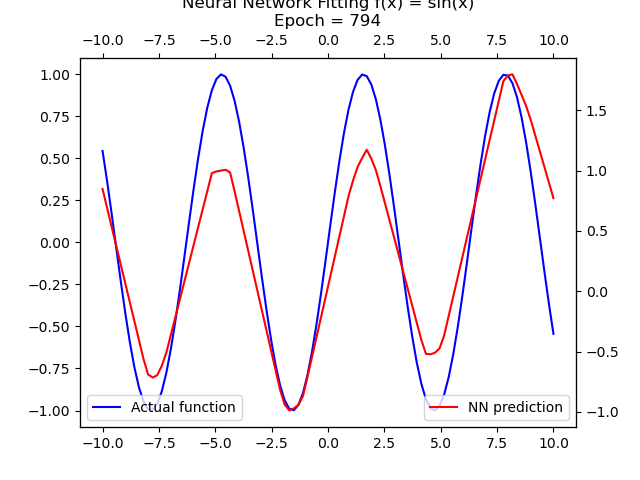 Neural Network Fitting f(x) = sin(x)
Epoch = 794
−10.0 −7.5 −5.0 −2.5 0.0 2.5 5.0 7.5 10.0
1.00
0.75
0.50
0.25
0.00
−0.25
−0.50
−0.75
−1.00
1.5
1.0
0.5
0.0
−0.5
−1.0
Actual function
NN prediction
−10.0 −7.5 −5.0 −2.5 0.0 2.5 5.0 7.5 10.0